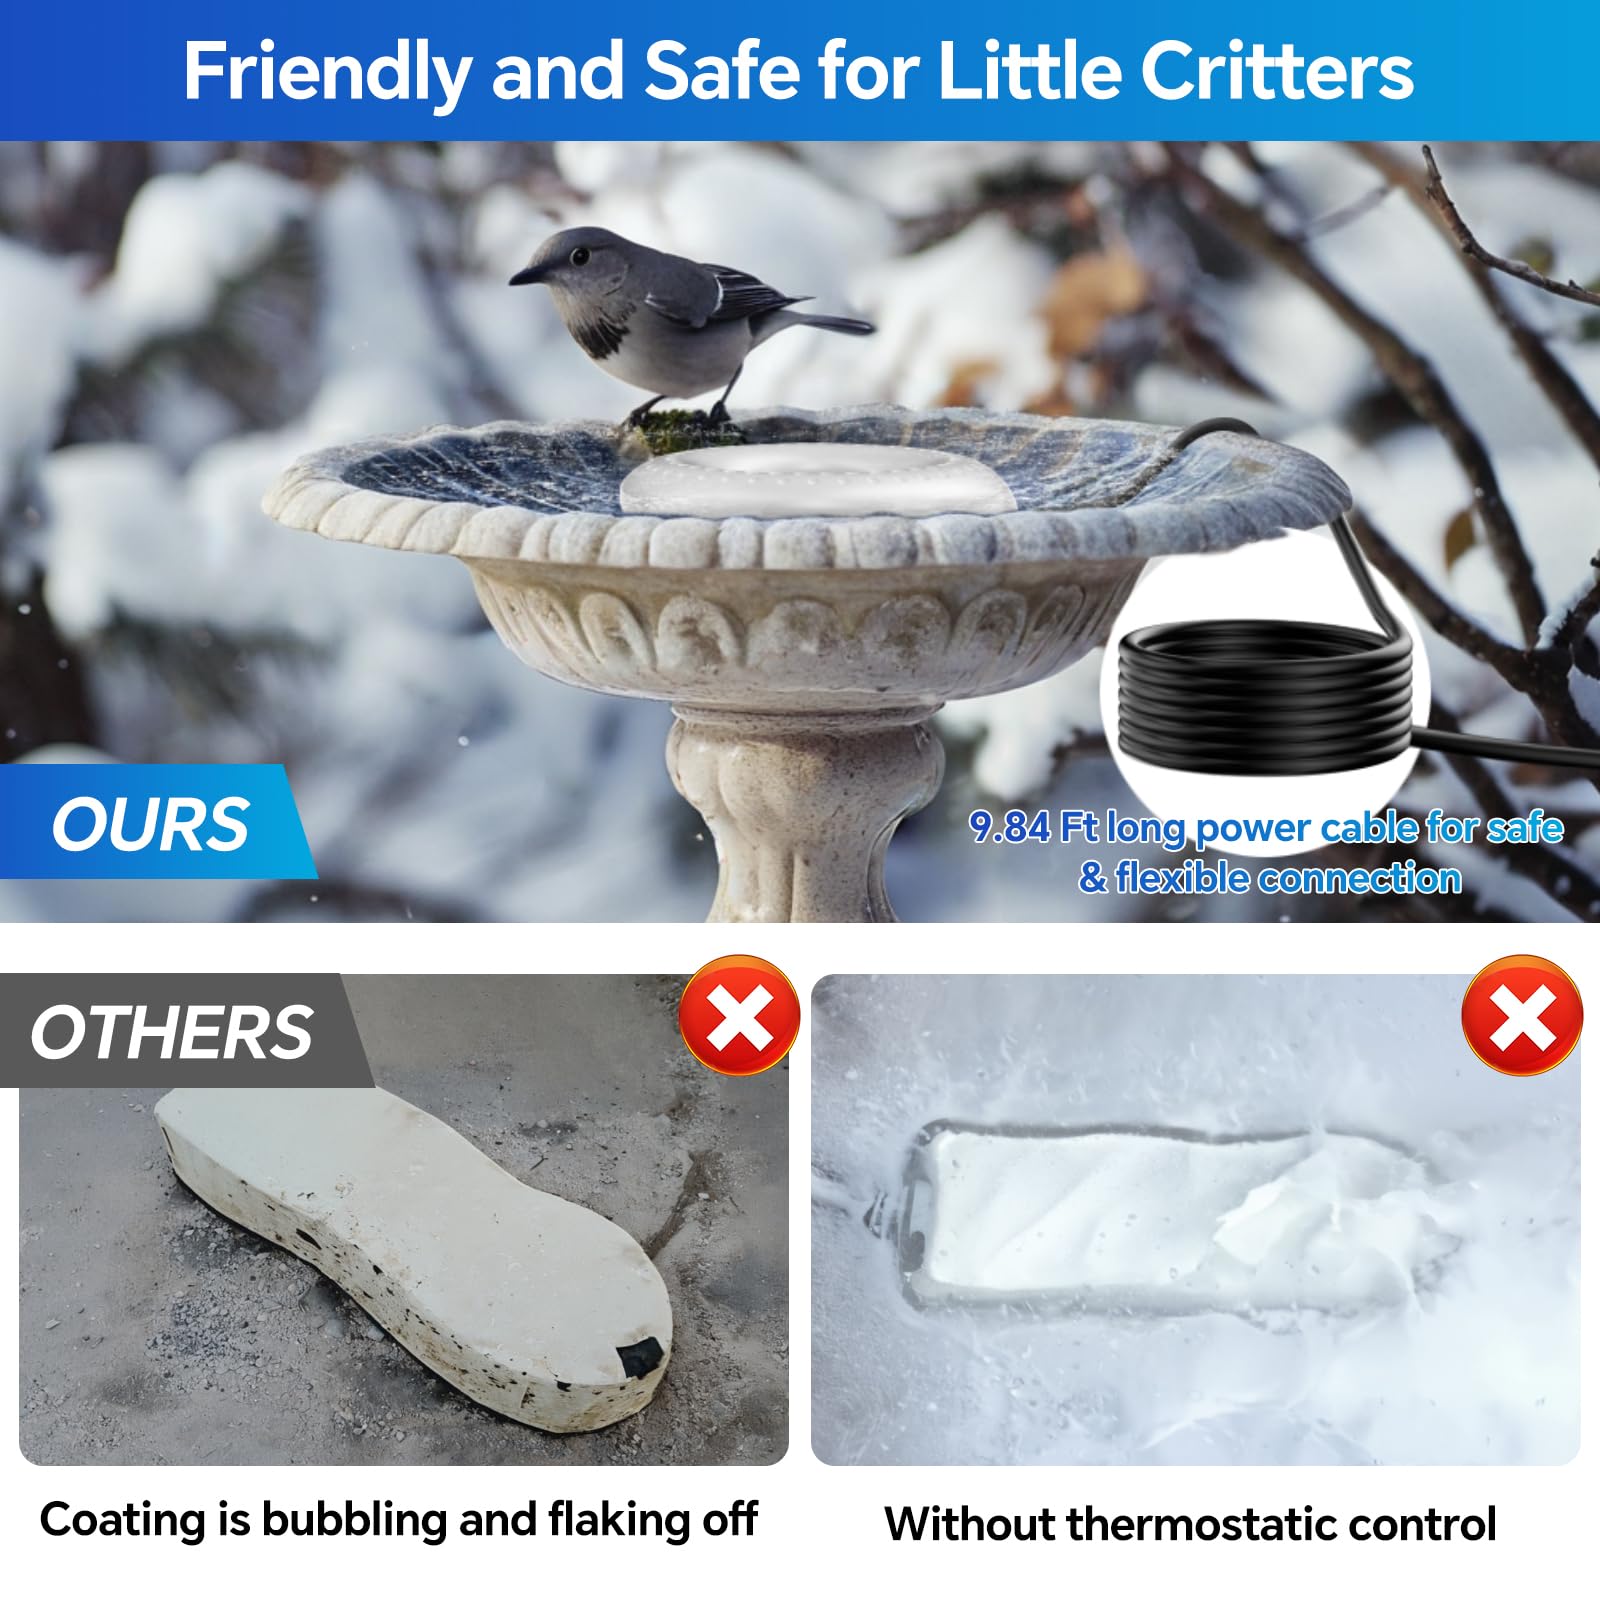 Friendly and Safe for Little Critters
OURS
9.84 Ft long power cable for safe
& flexible connection
OTHERS
Coating is bubbling and flaking off
Without thermostatic control